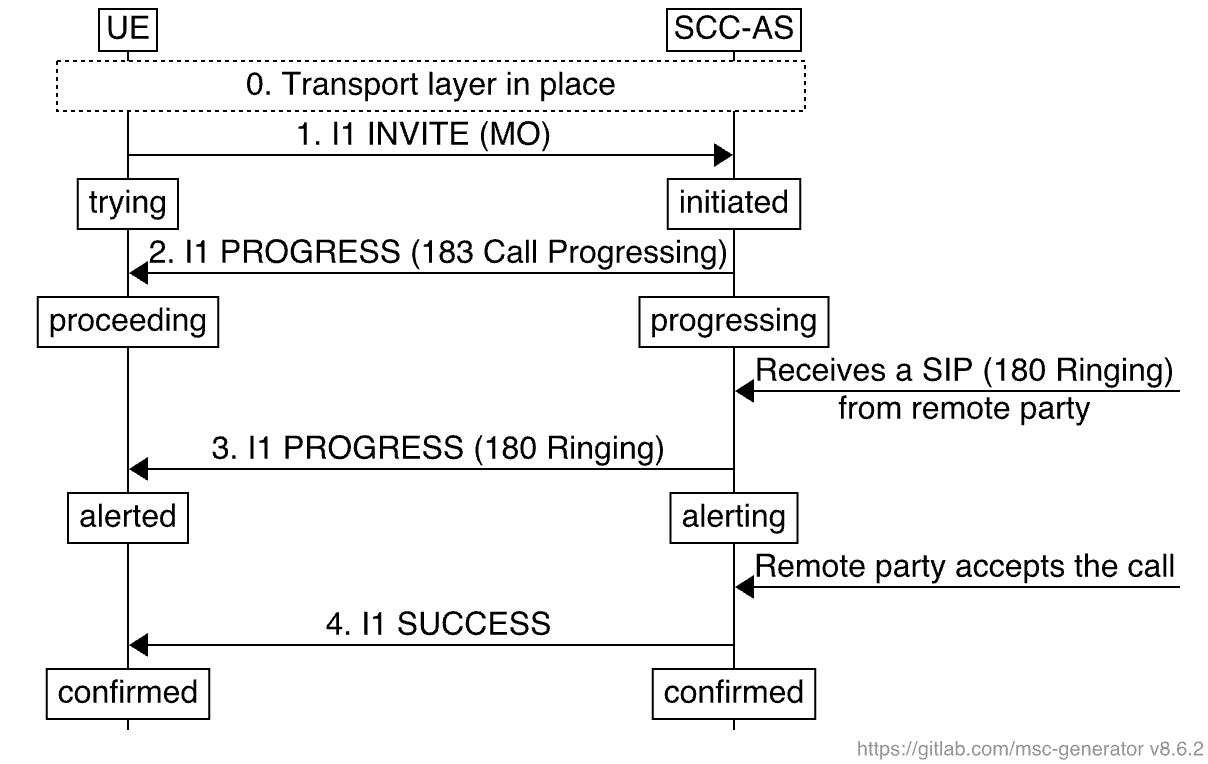 UE
SCC-AS
0. Transport layer in place
1. I1 INVITE (MO)
trying
initiated
2. I1 PROGRESS (183 Call Progressing)
proceeding
progressing
Receives a SIP (180 Ringing)
from remote party
3. I1 PROGRESS (180 Ringing)
alerted
alerting
Remote party accepts the call
4. I1 SUCCESS
confirmed
confirmed
https://gitlab.com/msc-generator v8.6.2